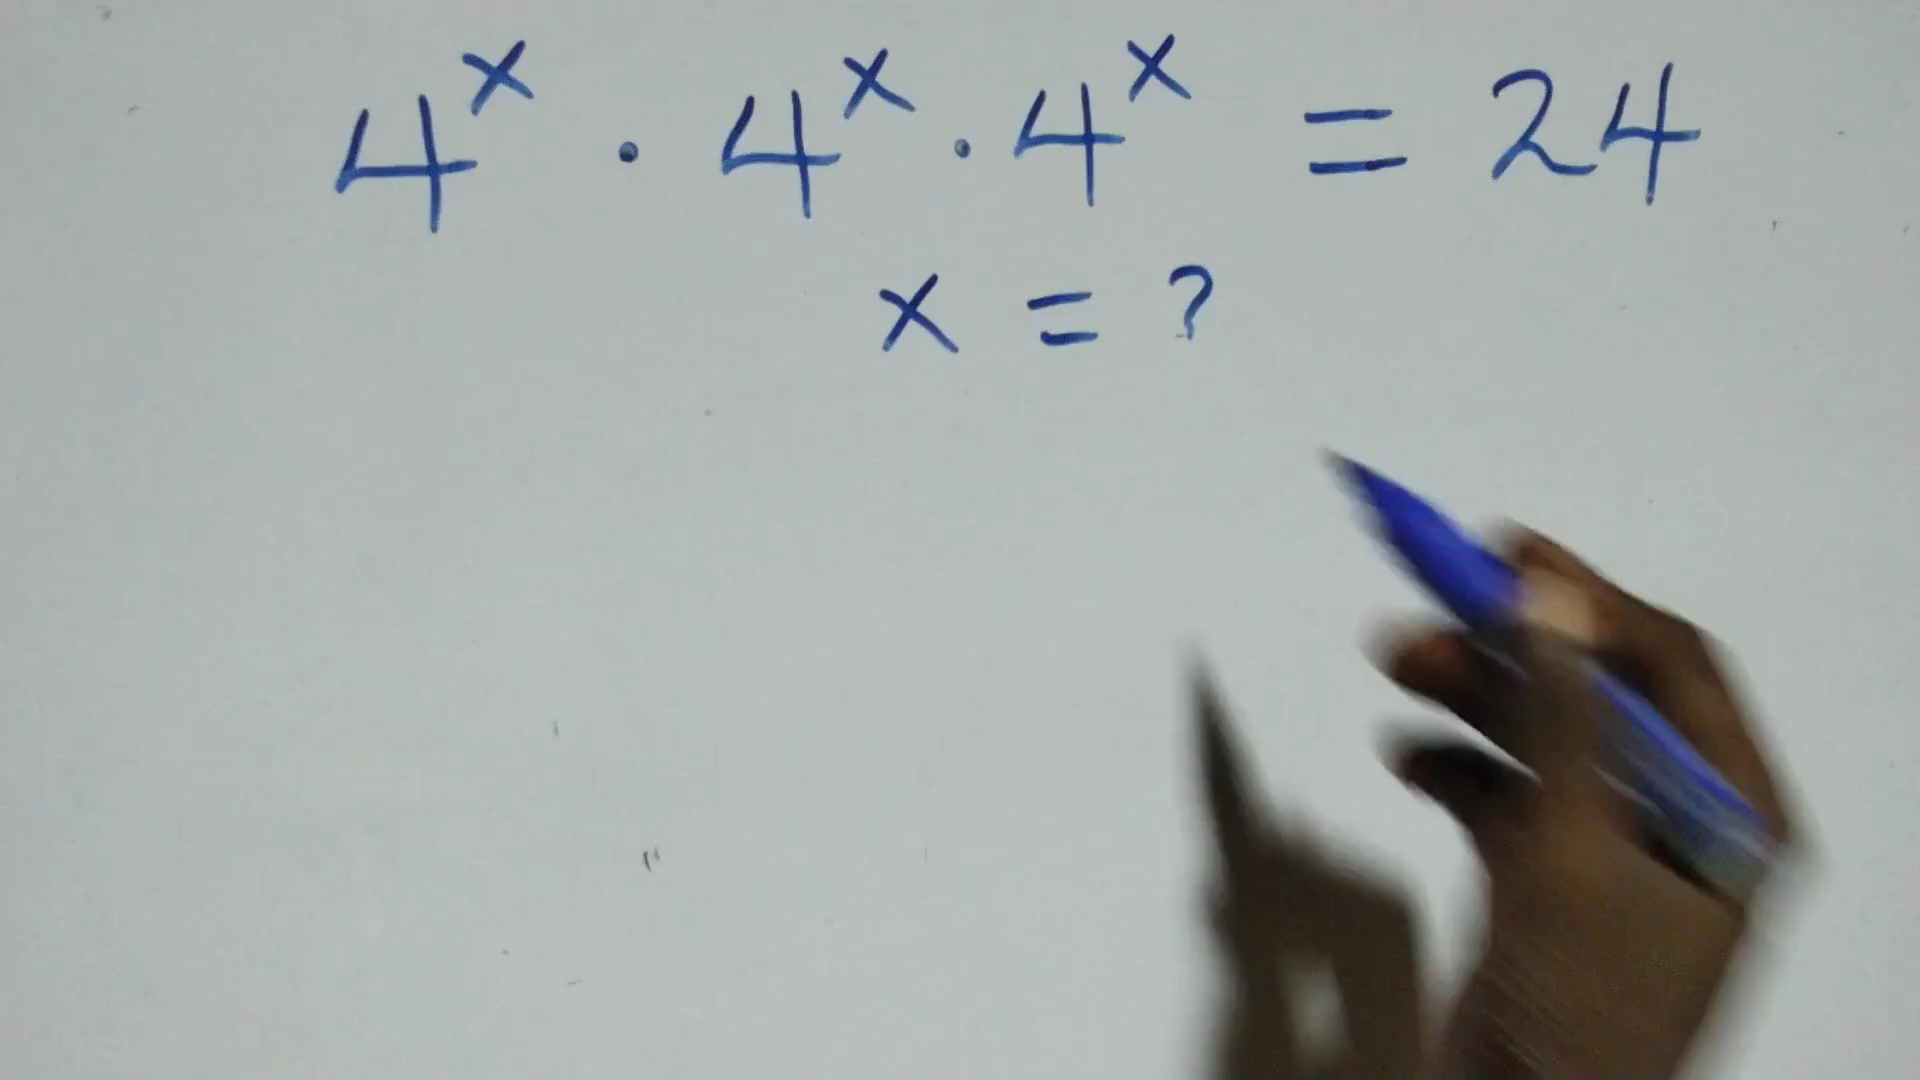 4^x · 4^x · 4^x = 24
x = ?